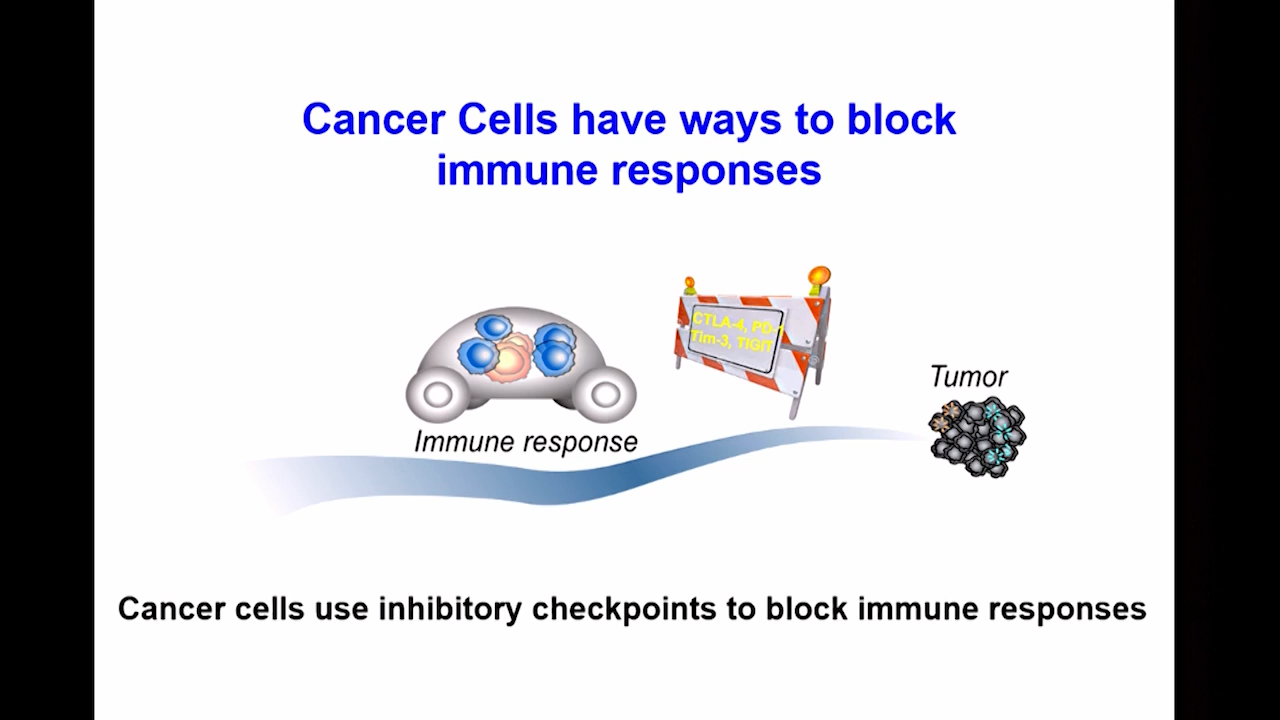 Cancer Cells have ways to block
immune responses
CTLA-4, PD-1
Tim-3, TIGIT
Tumor
Immune response
Cancer cells use inhibitory checkpoints to block immune responses